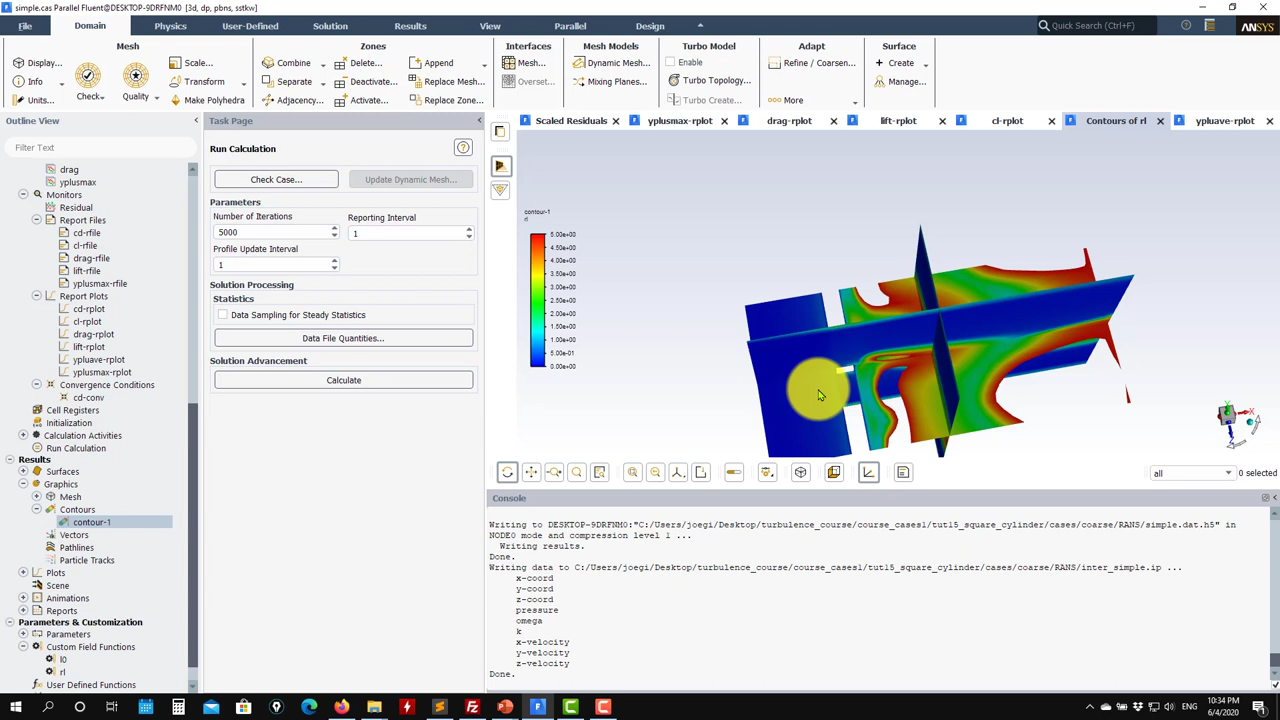 simple.cas Parallel Fluent@DESKTOP-9DRFNM0 [3d, dp, pbns, sstkw]
File Domain Physics User-Defined Solution Results View Parallel Design Quick Search (Ctrl+F) ANSYS
Mesh Zones Interfaces Mesh Models Turbo Model Adapt Surface
Display... Scale... Combine Delete... Append Mesh... Dynamic Mesh... Enable Refine / Coarsen... Create
Info Transform Separate Deactivate... Replace Mesh... Overset... Mixing Planes... Turbo Topology... Manage...
Units... Check Quality Make Polyhedra Adjacency... Activate... Replace Zone... Turbo Create... More
Outline View
Filter Text
drag
yplusmax
Monitors
Residual
Report Files
cd-rfile
cl-rfile
drag-rfile
lift-rfile
yplusmax-rfile
Report Plots
cd-rplot
cl-rplot
drag-rplot
lift-rplot
yplusave-rplot
yplusmax-rplot
Convergence Conditions
cd-conv
Cell Registers
Initialization
Calculation Activities
Run Calculation
Results
Surfaces
Graphics
Mesh
Contours
contour-1
Vectors
Pathlines
Particle Tracks
Plots
Scene
Animations
Reports
Parameters & Customization
Parameters
Custom Field Functions
l0
rl
User Defined Functions
Task Page
Run Calculation
Check Case... Update Dynamic Mesh...
Parameters
Number of Iterations Reporting Interval
5000 1
Profile Update Interval
1
Solution Processing
Statistics
Data Sampling for Steady Statistics
Data File Quantities...
Solution Advancement
Calculate
Scaled Residuals yplusmax-rplot drag-rplot lift-rplot cl-rplot Contours of rl yplusave-rplot
contour-1
rl
5.00e+00
4.50e+00
4.00e+00
3.50e+00
3.00e+00
2.50e+00
2.00e+00
1.50e+00
1.00e+00
5.00e-01
0.00e+00
Y
X
all 0 selected
Console
Writing to DESKTOP-9DRFNM0:"C:/Users/joegi/Desktop/turbulence_course/course_cases1/tut15_square_cylinder/cases/coarse/RANS/simple.dat.h5" in
NODE0 mode and compression level 1 ...
Writing results.
Done.
Writing data to C:/Users/joegi/Desktop/turbulence_course/course_cases1/tut15_square_cylinder/cases/coarse/RANS/inter_simple.ip ...
x-coord
y-coord
z-coord
pressure
omega
k
x-velocity
y-velocity
z-velocity
Done.
ENG
10:34 PM
6/4/2020